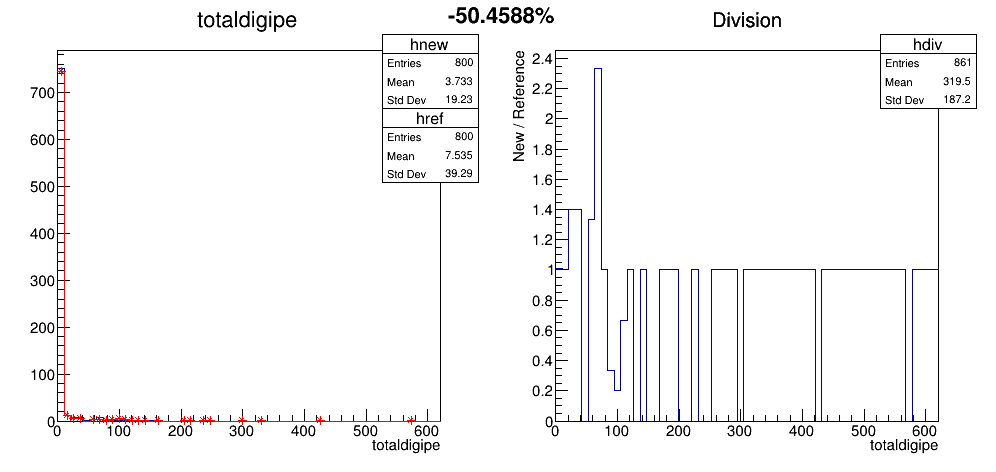 totaldigipe
-50.4588%
Division
hnew
Entries 800
Mean 3.733
Std Dev 19.23
href
Entries 800
Mean 7.535
Std Dev 39.29
700
600
500
400
300
200
100
0
0 100 200 300 400 500 600
totaldigipe
hdiv
Entries 861
Mean 319.5
Std Dev 187.2
New / Reference
2.4
2.2
2
1.8
1.6
1.4
1.2
1
0.8
0.6
0.4
0.2
0
0 100 200 300 400 500 600
totaldigipe